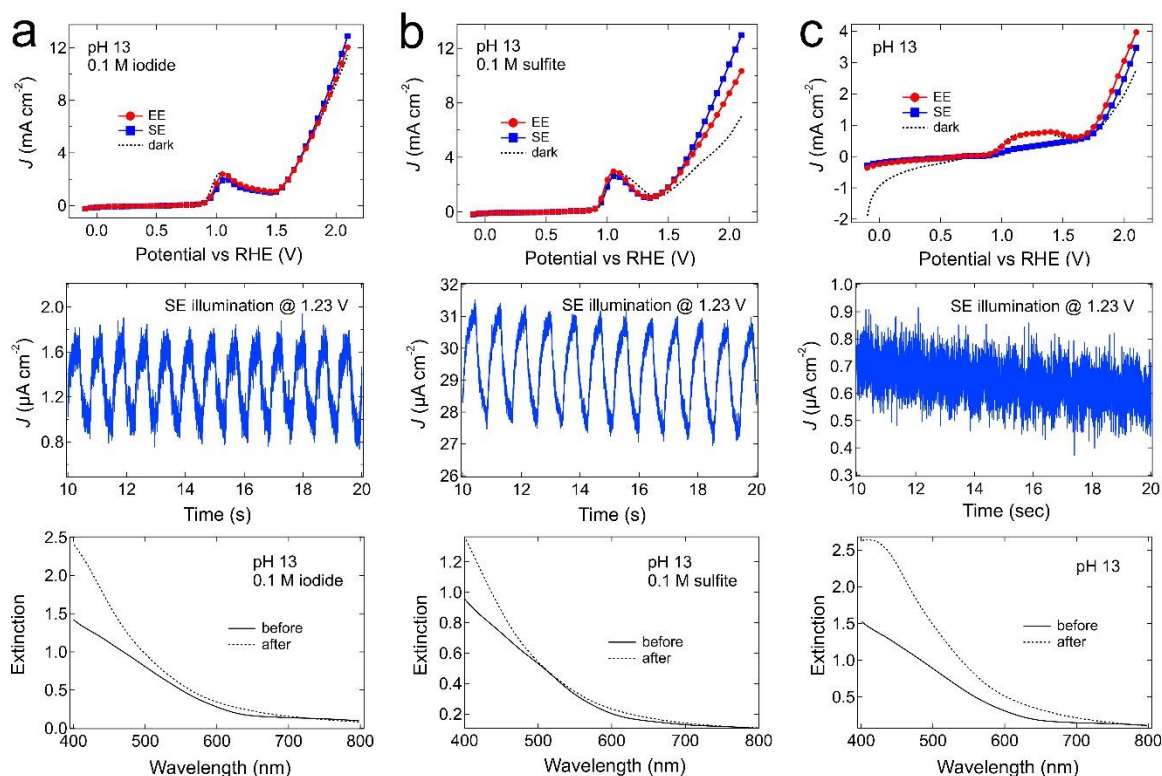 a
pH 13
0.1 M iodide
EE
SE
dark
J (mA cm⁻²)
12
8
4
0
0.0 0.5 1.0 1.5 2.0
Potential vs RHE (V)
b
pH 13
0.1 M sulfite
EE
SE
dark
J (mA cm⁻²)
12
8
4
0
0.0 0.5 1.0 1.5 2.0
Potential vs RHE (V)
c
pH 13
EE
SE
dark
J (mA cm⁻²)
4
3
2
1
0
-1
-2
0.0 0.5 1.0 1.5 2.0
Potential vs RHE (V)
SE illumination @ 1.23 V
J (µA cm⁻²)
2.0
1.6
1.2
0.8
10 12 14 16 18 20
Time (s)
SE illumination @ 1.23 V
J (µA cm⁻²)
32
31
30
29
28
27
26
10 12 14 16 18 20
Time (s)
SE illumination @ 1.23 V
J (µA cm⁻²)
1.0
0.9
0.8
0.7
0.6
0.5
0.4
0.3
10 12 14 16 18 20
Time (sec)
pH 13
0.1 M iodide
before
after
Extinction
2.5
2.0
1.5
1.0
0.5
0.0
400 500 600 700 800
Wavelength (nm)
pH 13
0.1 M sulfite
before
after
Extinction
1.2
1.0
0.8
0.6
0.4
0.2
400 500 600 700 800
Wavelength (nm)
pH 13
before
after
Extinction
2.5
2.0
1.5
1.0
0.5
400 500 600 700 800
Wavelength (nm)